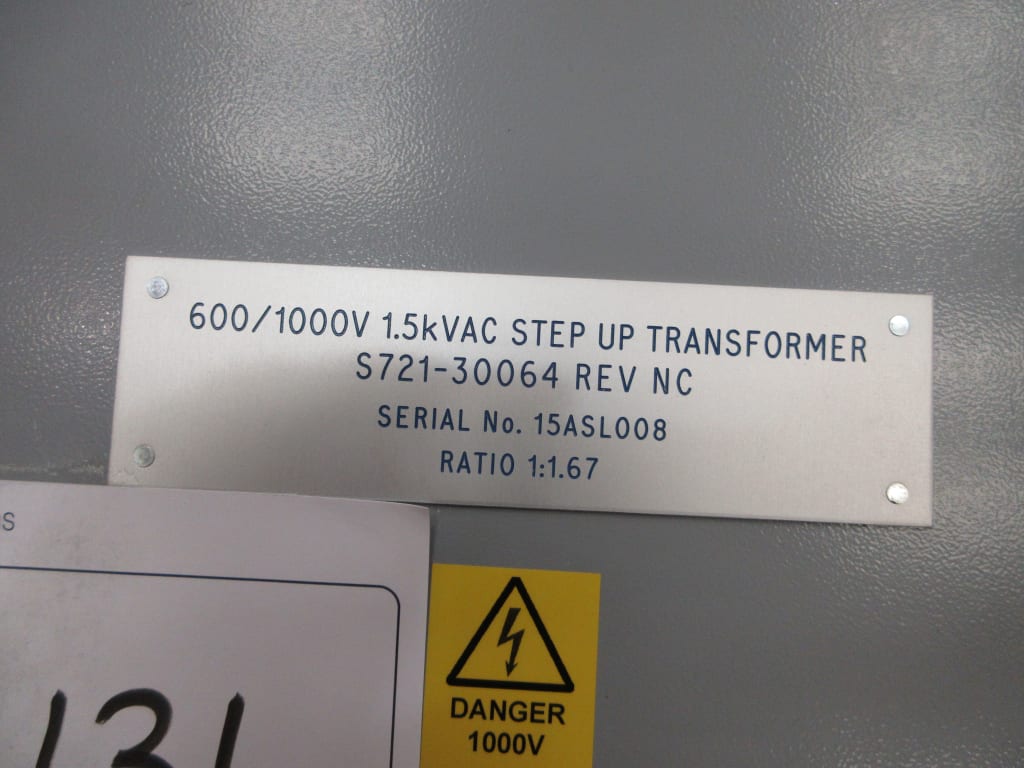 600/1000V 1.5kVAC STEP UP TRANSFORMER
S721-30064 REV NC
SERIAL No. 15ASL008
RATIO 1:1.67
DANGER
1000V
131